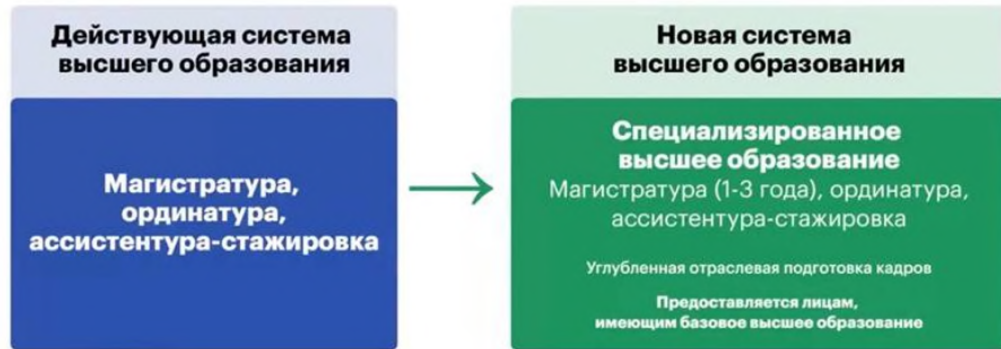 Действующая система
высшего образования
Магистратура,
ординатура,
ассистентура-стажировка
Новая система
высшего образования
Специализированное
высшее образование
Магистратура (1-3 года), ординатура,
ассистентура-стажировка
Углубленная отраслевая подготовка кадров
Предоставляется лицам,
имеющим базовое высшее образование